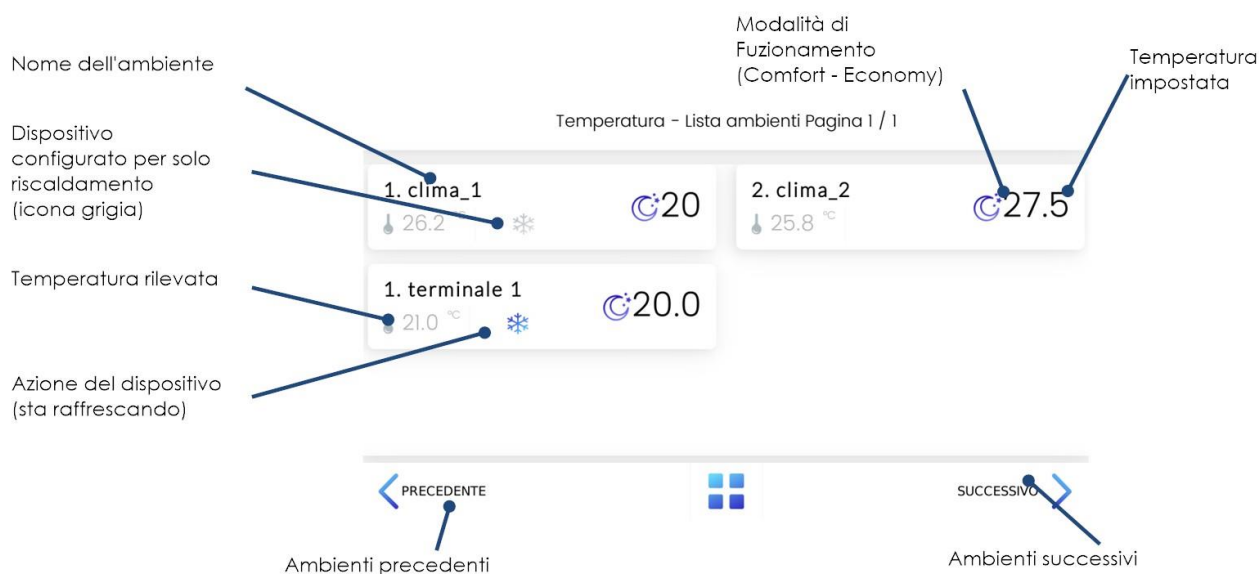 Nome dell'ambiente
Dispositivo
configurato per solo
riscaldamento
(icona grigia)
Temperatura rilevata
Azione del dispositivo
(sta raffrescando)
Modalità di
Fuzionamento
(Comfort - Economy)
Temperatura
impostata
Temperatura - Lista ambienti Pagina 1 / 1
1. clima_1
26.2
20
2. clima_2
25.8 °C
27.5
1. terminale 1
21.0 °C
20.0
PRECEDENTE
SUCCESSIVO
Ambienti precedenti
Ambienti successivi